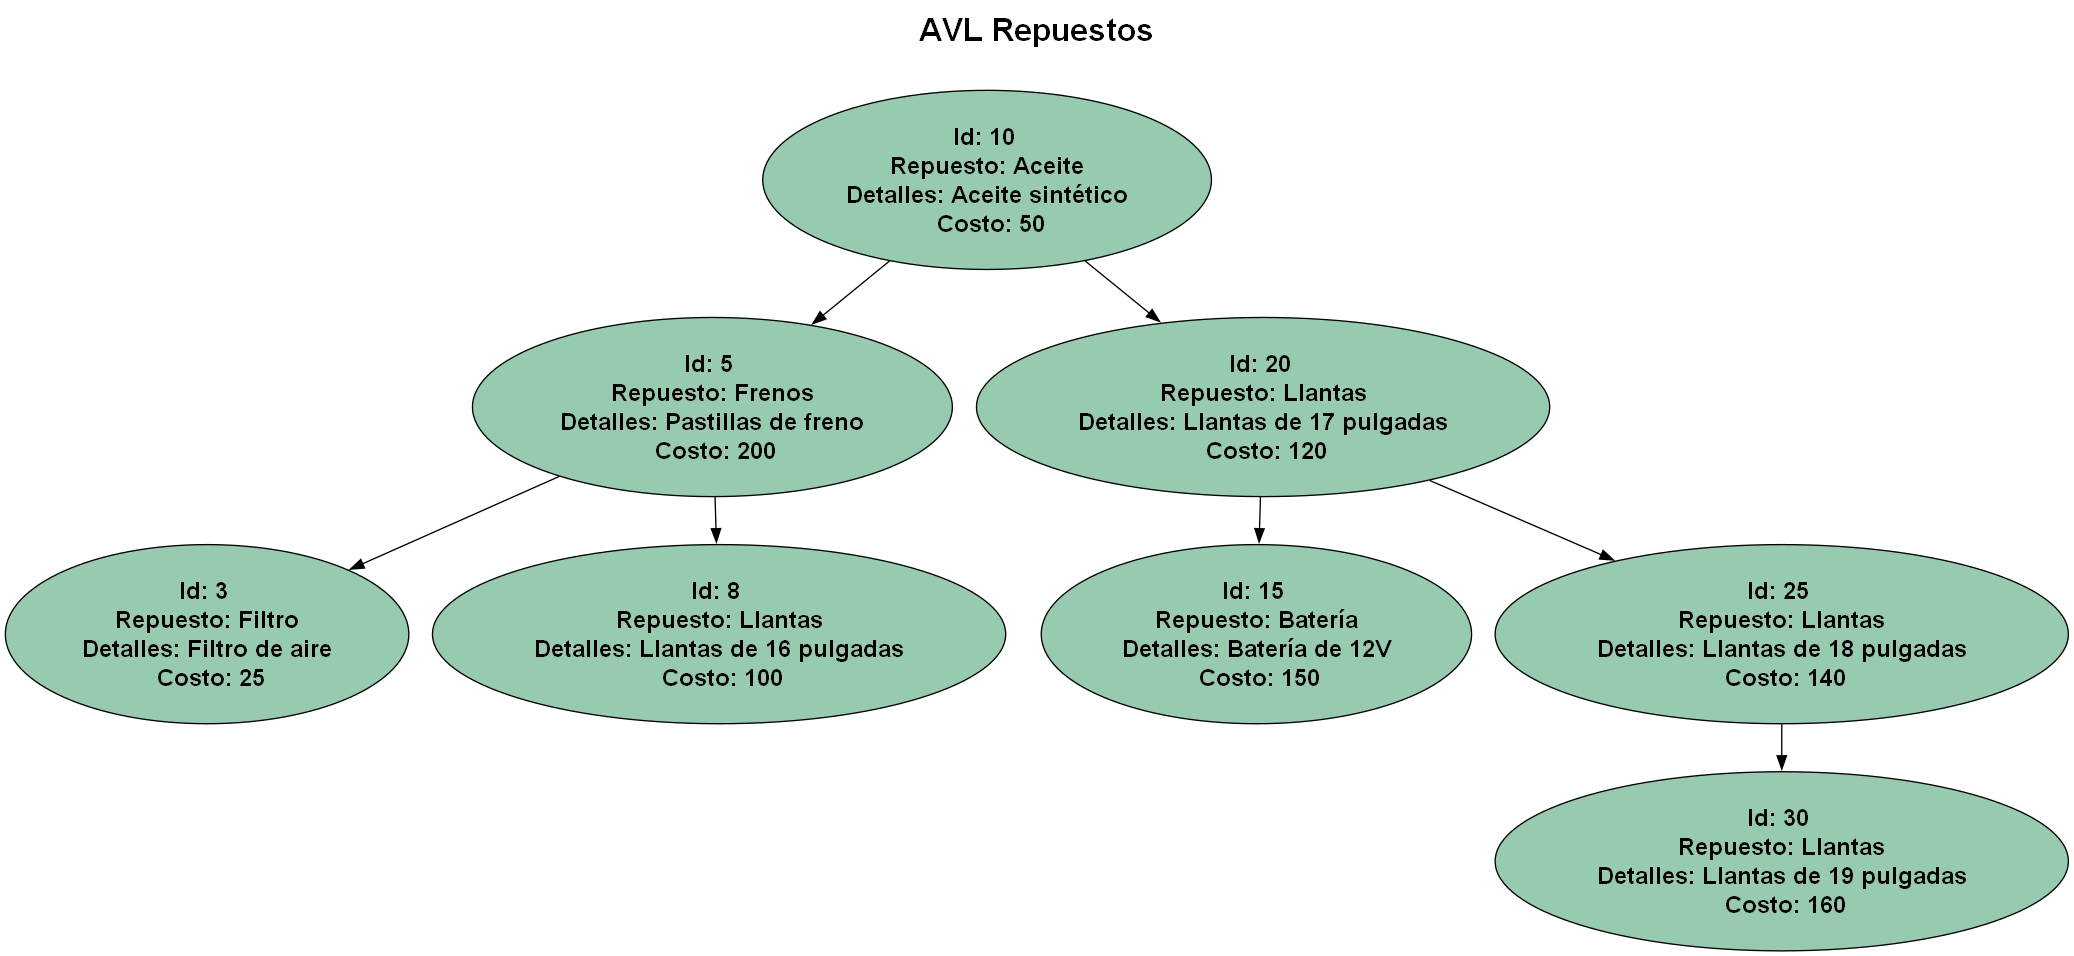 AVL Repuestos
Id: 10
Repuesto: Aceite
Detalles: Aceite sintético
Costo: 50
Id: 5
Repuesto: Frenos
Detalles: Pastillas de freno
Costo: 200
Id: 20
Repuesto: Llantas
Detalles: Llantas de 17 pulgadas
Costo: 120
Id: 3
Repuesto: Filtro
Detalles: Filtro de aire
Costo: 25
Id: 8
Repuesto: Llantas
Detalles: Llantas de 16 pulgadas
Costo: 100
Id: 15
Repuesto: Batería
Detalles: Batería de 12V
Costo: 150
Id: 25
Repuesto: Llantas
Detalles: Llantas de 18 pulgadas
Costo: 140
Id: 30
Repuesto: Llantas
Detalles: Llantas de 19 pulgadas
Costo: 160